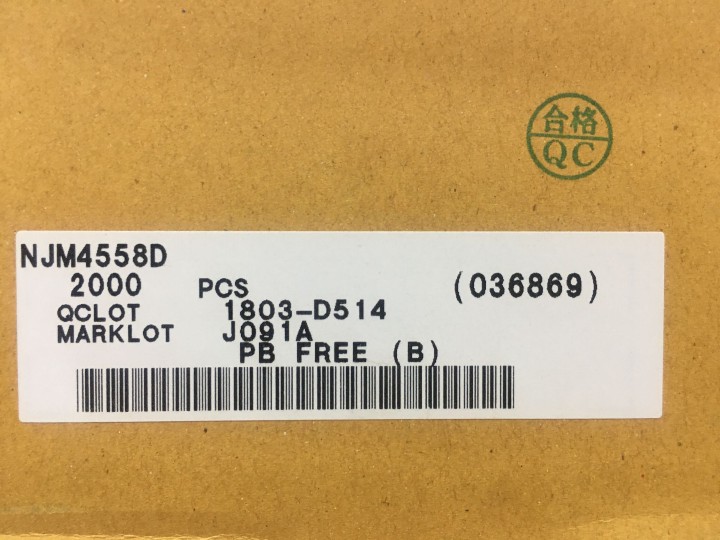 合格
QC
NJM4558D
2000 PCS (036869)
QCLOT 1803-D514
MARKLOT J091A
PB FREE (B)